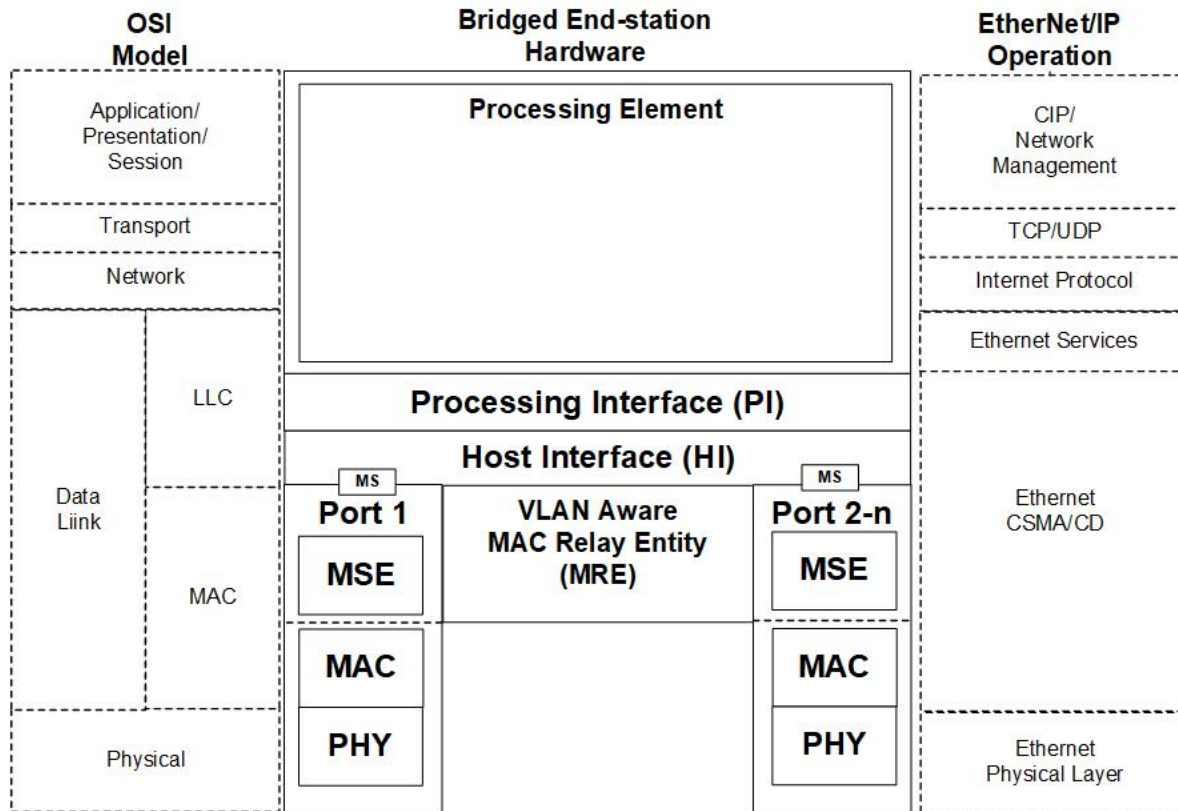 OSI
Model
Bridged End-station
Hardware
EtherNet/IP
Operation
Application/
Presentation/
Session
Transport
Network
Data
Liink
LLC
MAC
Physical
Processing Element
Processing Interface (PI)
Host Interface (HI)
MS
Port 1
MSE
MAC
PHY
VLAN Aware
MAC Relay Entity
(MRE)
MS
Port 2-n
MSE
MAC
PHY
CIP/
Network
Management
TCP/UDP
Internet Protocol
Ethernet Services
Ethernet
CSMA/CD
Ethernet
Physical Layer